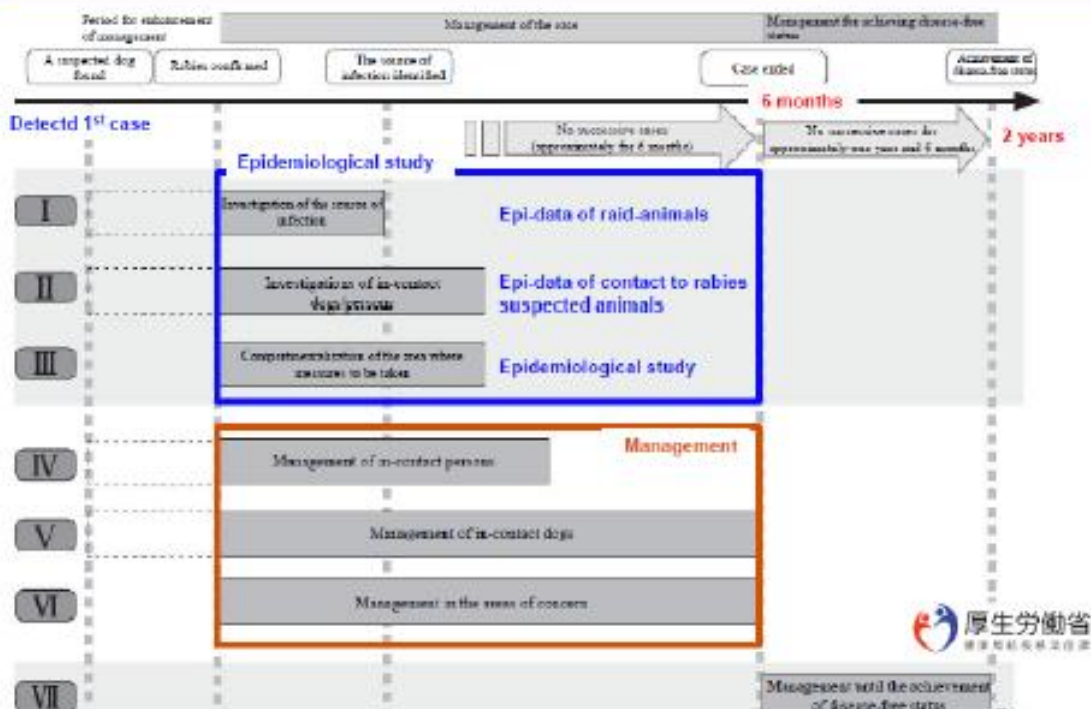 Period for enhancement
of management
Management of the case
Management for achieving disease-free
status
A suspected dog
found
Rabies confirmed
The source of
infection identified
Case ended
Achievement of
disease-free status
6 months
Detectd 1st case
No successive cases
(approximately for 6 months)
No successive cases for
approximately one year and 6 months
2 years
Epidemiological study
I
Investigation of the source of
infection
Epi-data of raid-animals
II
Investigations of in-contact
dogs/persons
Epi-data of contact to rabies
suspected animals
III
Compartmentalization of the area where
measures to be taken
Epidemiological study
Management
IV
Management of in-contact persons
V
Management of in-contact dogs
VI
Management in the areas of concern
厚生労働省
VII
Management until the achievement
of disease-free status